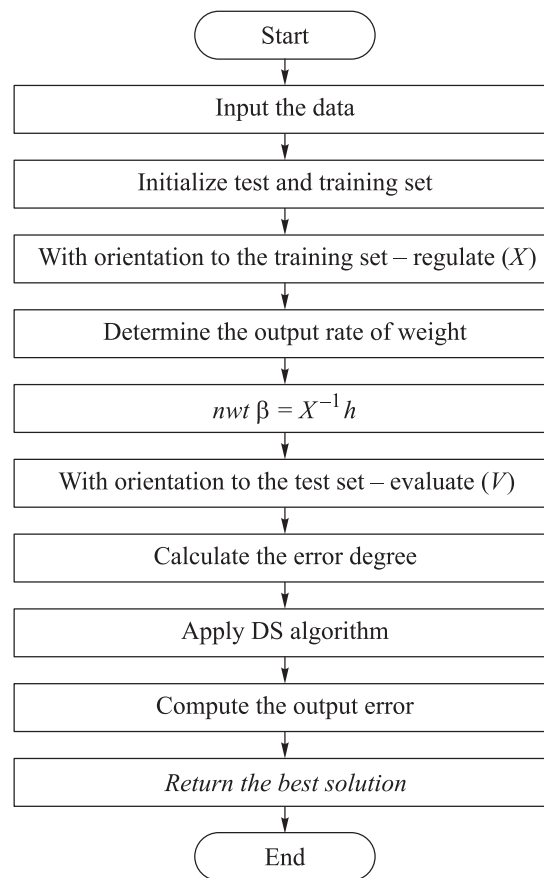 Start
Input the data
Initialize test and training set
With orientation to the training set – regulate (X)
Determine the output rate of weight
nwt β = X⁻¹ h
With orientation to the test set – evaluate (V)
Calculate the error degree
Apply DS algorithm
Compute the output error
Return the best solution
End